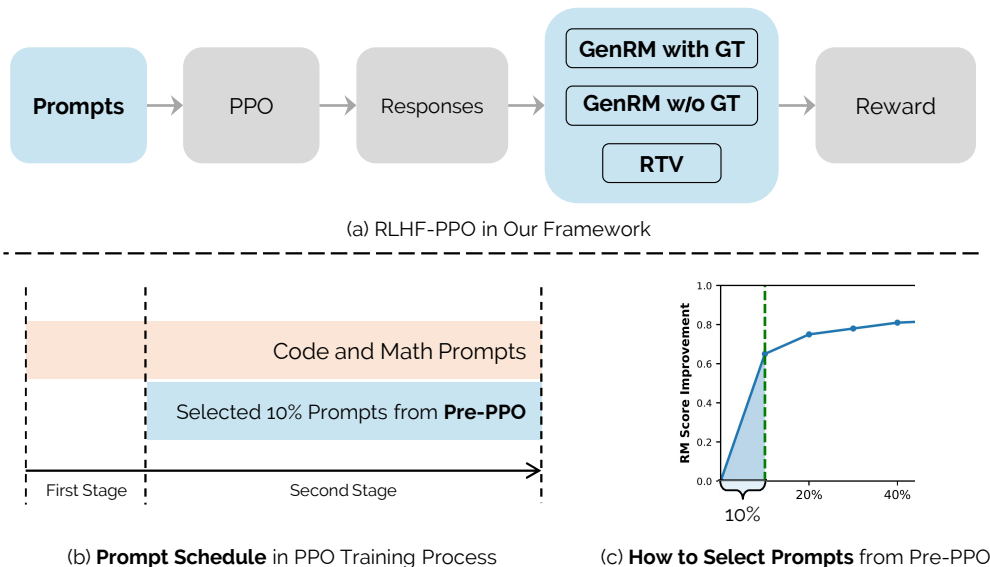 Prompts
PPO
Responses
GenRM with GT
GenRM w/o GT
RTV
Reward
(a) RLHF-PPO in Our Framework
Code and Math Prompts
Selected 10% Prompts from Pre-PPO
First Stage
Second Stage
(b) Prompt Schedule in PPO Training Process
RM Score Improvement
1.0
0.8
0.6
0.4
0.2
0.0
20%
40%
10%
(c) How to Select Prompts from Pre-PPO